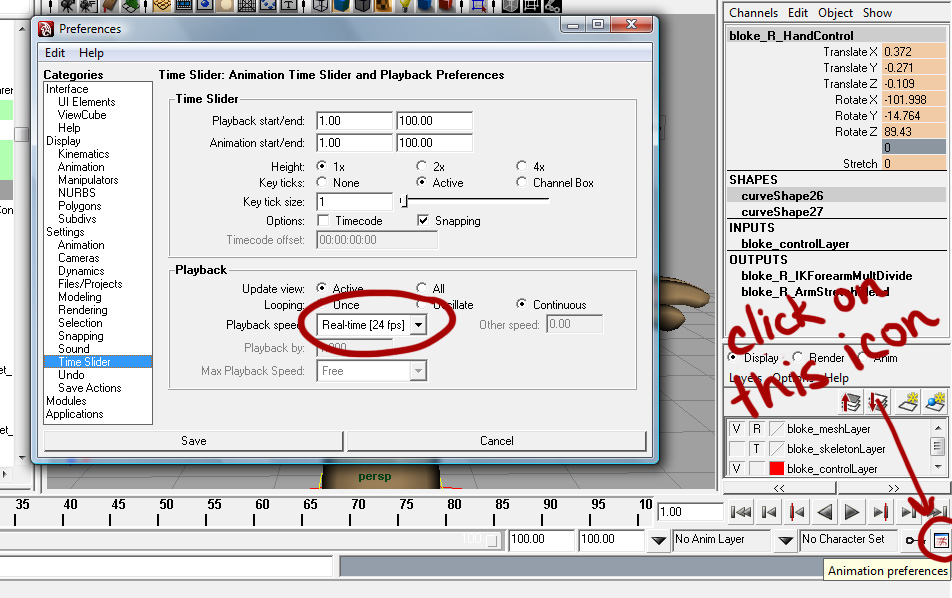 Preferences
Edit Help
Categories
Interface
UI Elements
ViewCube
Help
Display
Kinematics
Animation
Manipulators
NURBS
Polygons
Subdivs
Settings
Animation
Cameras
Dynamics
Files/Projects
Modeling
Rendering
Selection
Snapping
Sound
Time Slider
Undo
Save Actions
Modules
Applications
Time Slider: Animation Time Slider and Playback Preferences
Time Slider
Playback start/end: 1.00 100.00
Animation start/end: 1.00 100.00
Height: 1x 2x 4x
Key ticks: None Active Channel Box
Key tick size: 1
Options: Timecode Snapping
Timecode offset: 00:00:00:00
Playback
Update view: Active All
Looping: Once Oscillate Continuous
Playback speed: Real-time [24 fps] Other speed: 0.00
Playback by: 1.000
Max Playback Speed: Free
Save Cancel
Channels Edit Object Show
bloke_R_HandControl
Translate X 0.372
Translate Y -0.271
Translate Z -0.109
Rotate X -101.998
Rotate Y -14.764
Rotate Z 89.43
0
Stretch 0
SHAPES
curveShape26
curveShape27
INPUTS
bloke_controlLayer
OUTPUTS
bloke_R_IKForearmMultDivide
bloke_R_ArmStretchBlend
click on
this icon
Display Render Anim
Layers Options Help
V R bloke_meshLayer
T bloke_skeletonLayer
V bloke_controlLayer
<< >>
persp
35 40 45 50 55 60 65 70 75 80 85 90 95 10
1.00
100 100.00 100.00 No Anim Layer No Character Set
Animation preferences